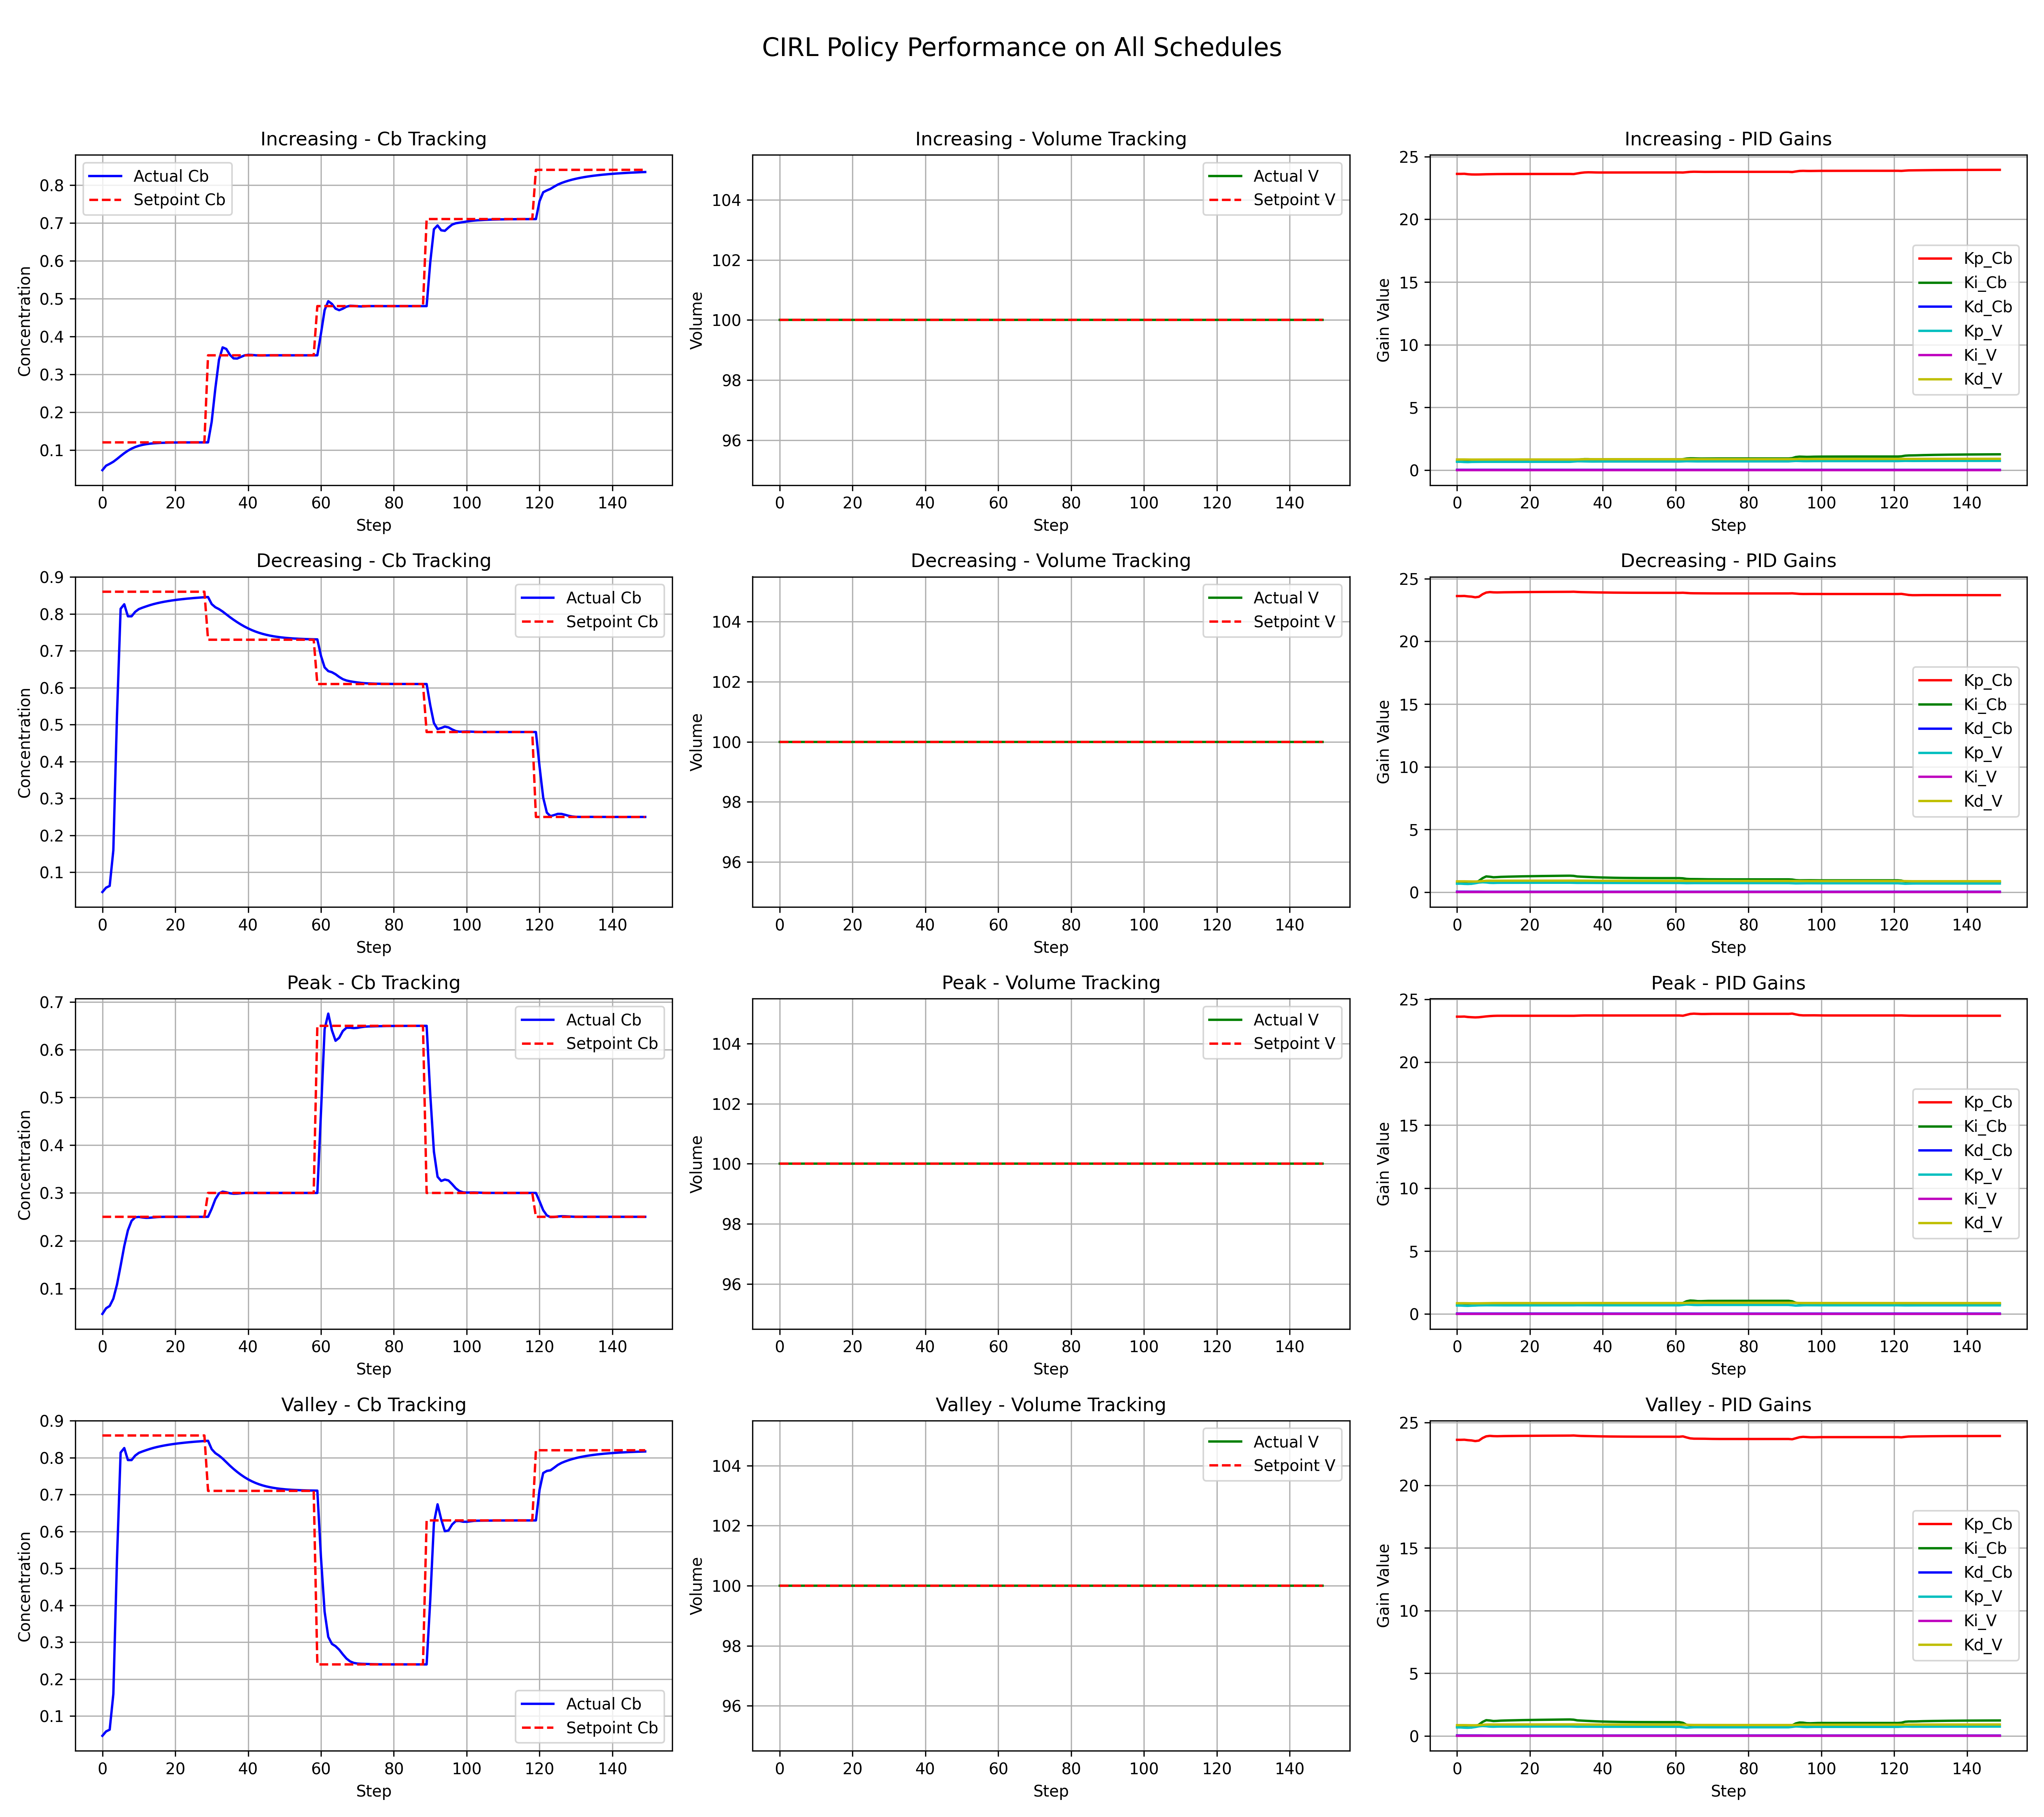 CIRL Policy Performance on All Schedules
Increasing - Cb Tracking
Concentration
0.8
0.7
0.6
0.5
0.4
0.3
0.2
0.1
Actual Cb
Setpoint Cb
0 20 40 60 80 100 120 140
Step
Increasing - Volume Tracking
Volume
104
102
100
98
96
Actual V
Setpoint V
0 20 40 60 80 100 120 140
Step
Increasing - PID Gains
Gain Value
25
20
15
10
5
0
Kp_Cb
Ki_Cb
Kd_Cb
Kp_V
Ki_V
Kd_V
0 20 40 60 80 100 120 140
Step
Decreasing - Cb Tracking
Concentration
0.9
0.8
0.7
0.6
0.5
0.4
0.3
0.2
0.1
Actual Cb
Setpoint Cb
0 20 40 60 80 100 120 140
Step
Decreasing - Volume Tracking
Volume
104
102
100
98
96
Actual V
Setpoint V
0 20 40 60 80 100 120 140
Step
Decreasing - PID Gains
Gain Value
25
20
15
10
5
0
Kp_Cb
Ki_Cb
Kd_Cb
Kp_V
Ki_V
Kd_V
0 20 40 60 80 100 120 140
Step
Peak - Cb Tracking
Concentration
0.7
0.6
0.5
0.4
0.3
0.2
0.1
Actual Cb
Setpoint Cb
0 20 40 60 80 100 120 140
Step
Peak - Volume Tracking
Volume
104
102
100
98
96
Actual V
Setpoint V
0 20 40 60 80 100 120 140
Step
Peak - PID Gains
Gain Value
25
20
15
10
5
0
Kp_Cb
Ki_Cb
Kd_Cb
Kp_V
Ki_V
Kd_V
0 20 40 60 80 100 120 140
Step
Valley - Cb Tracking
Concentration
0.9
0.8
0.7
0.6
0.5
0.4
0.3
0.2
0.1
Actual Cb
Setpoint Cb
0 20 40 60 80 100 120 140
Step
Valley - Volume Tracking
Volume
104
102
100
98
96
Actual V
Setpoint V
0 20 40 60 80 100 120 140
Step
Valley - PID Gains
Gain Value
25
20
15
10
5
0
Kp_Cb
Ki_Cb
Kd_Cb
Kp_V
Ki_V
Kd_V
0 20 40 60 80 100 120 140
Step